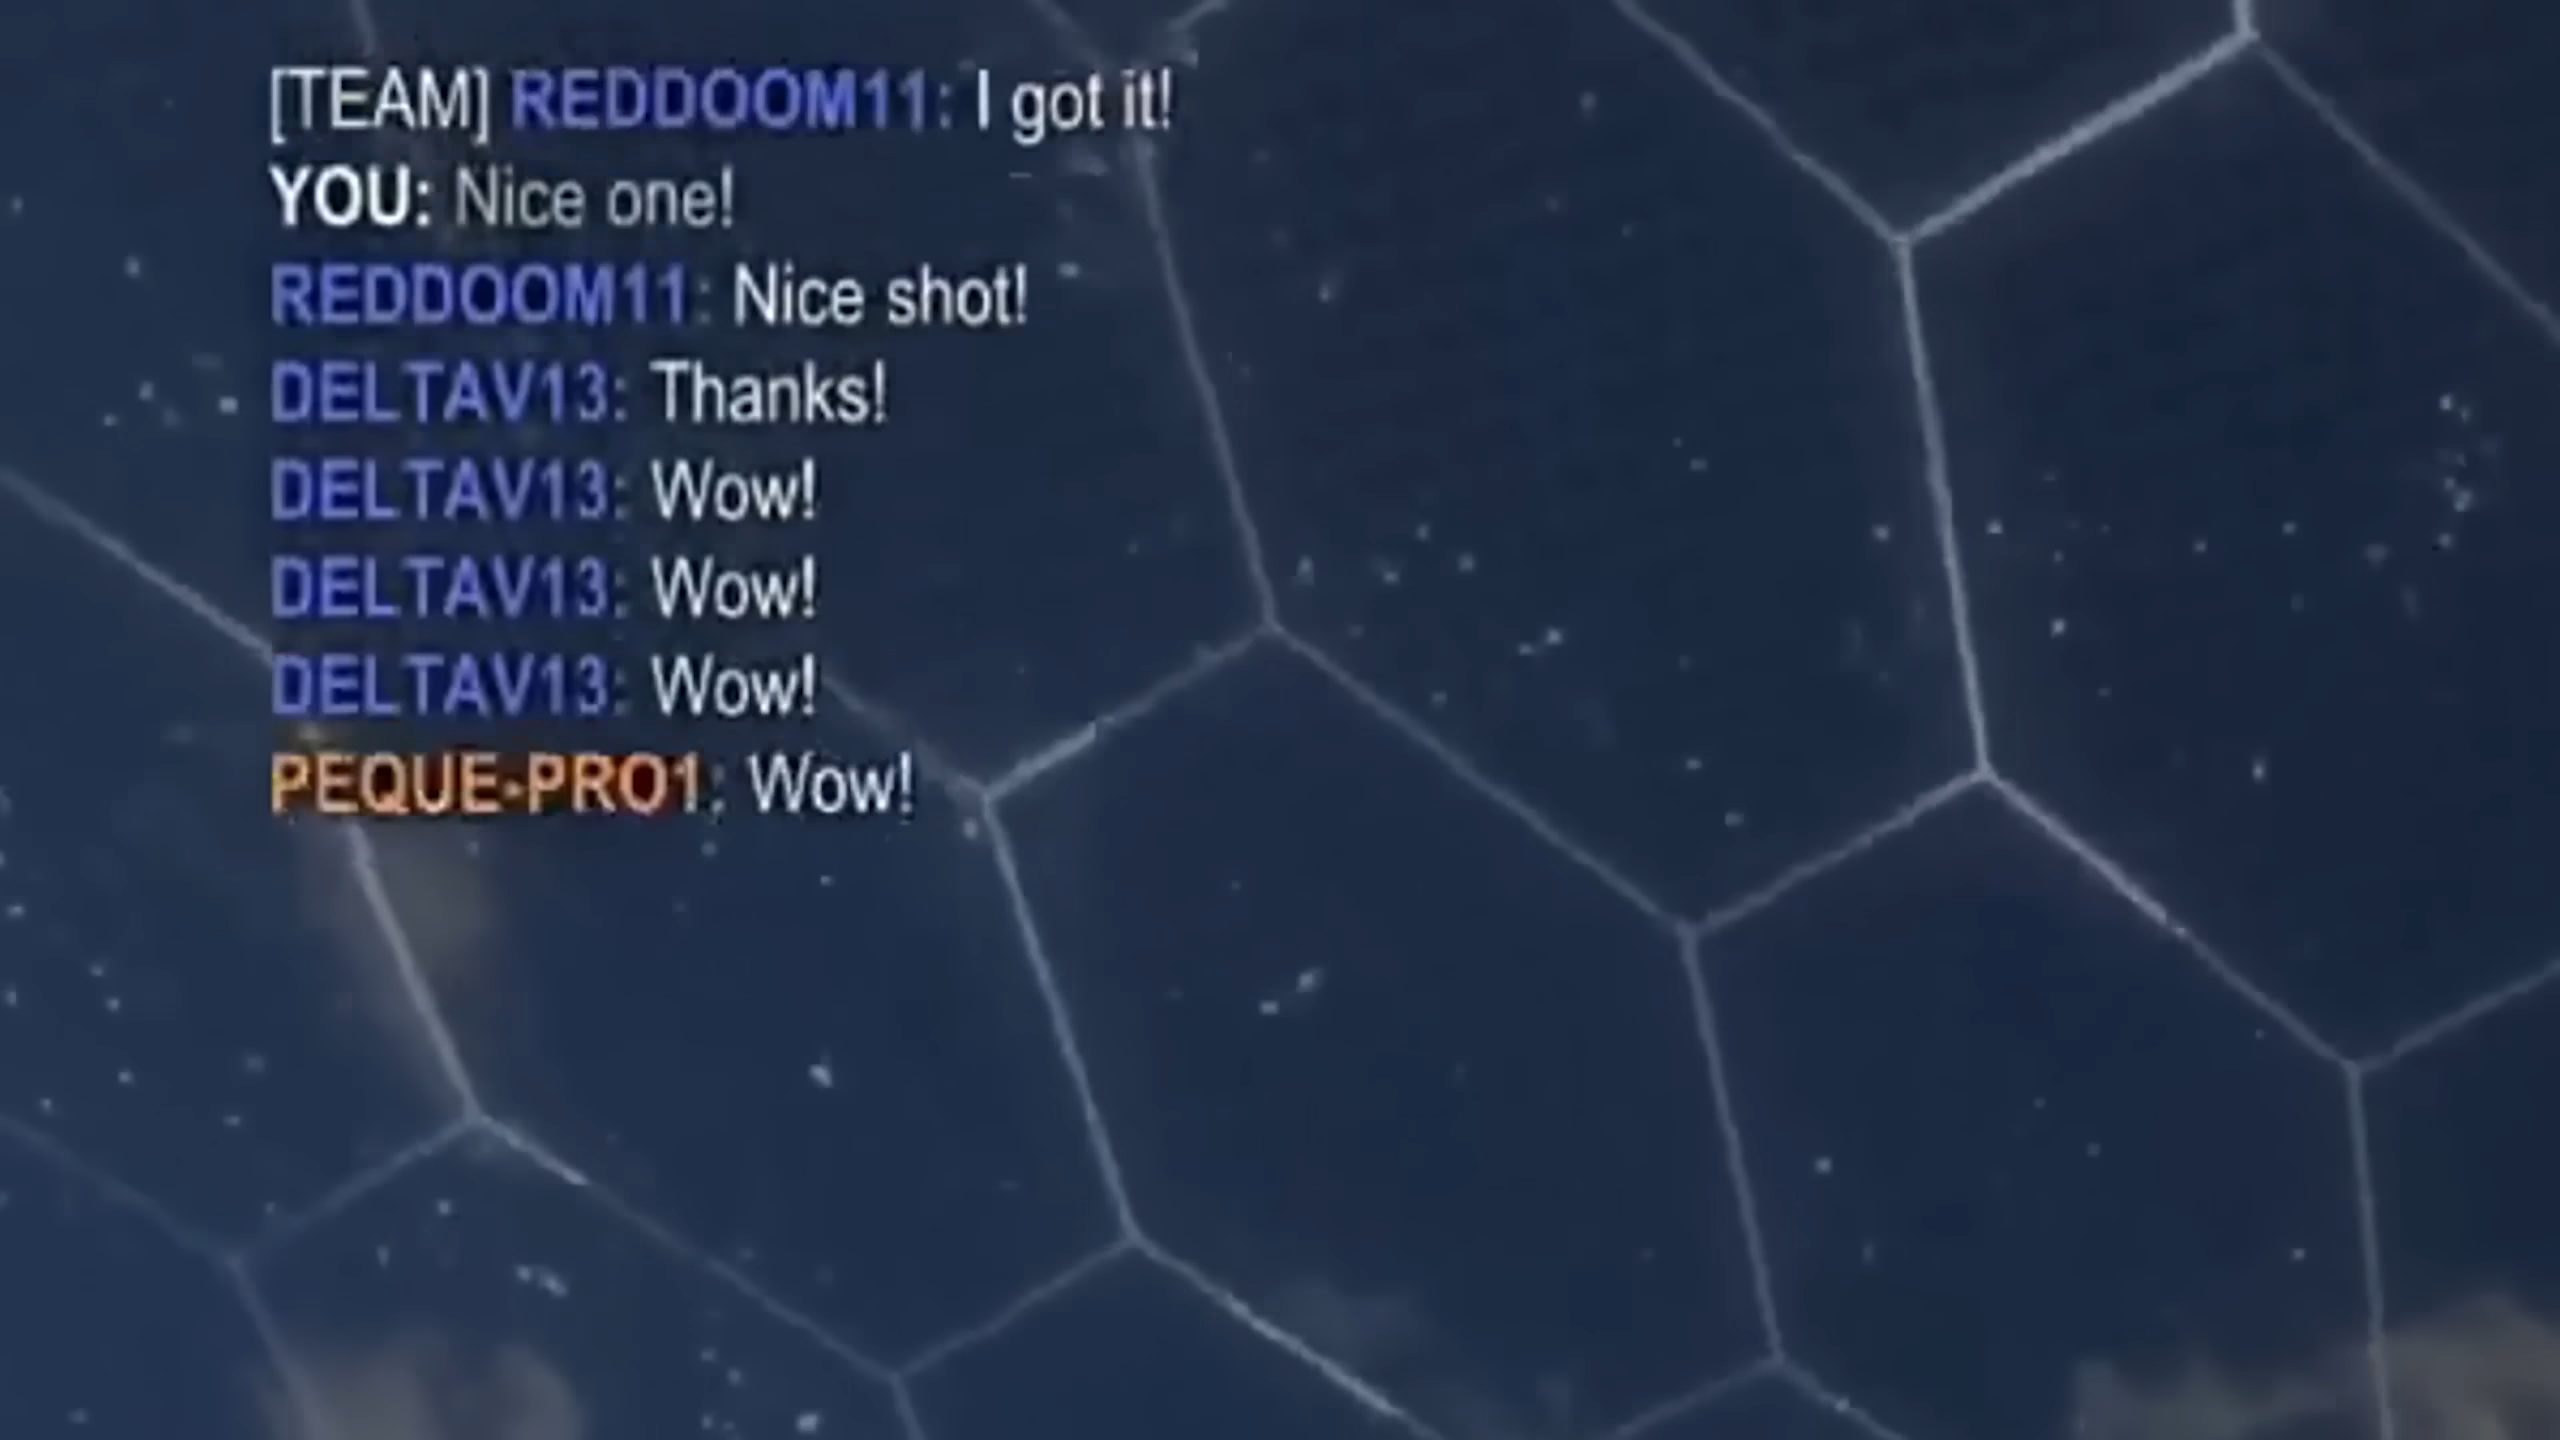 [TEAM] REDDOOM11: I got it!
YOU: Nice one!
REDDOOM11: Nice shot!
DELTAV13: Thanks!
DELTAV13: Wow!
DELTAV13: Wow!
DELTAV13: Wow!
PEQUE-PRO1: Wow!